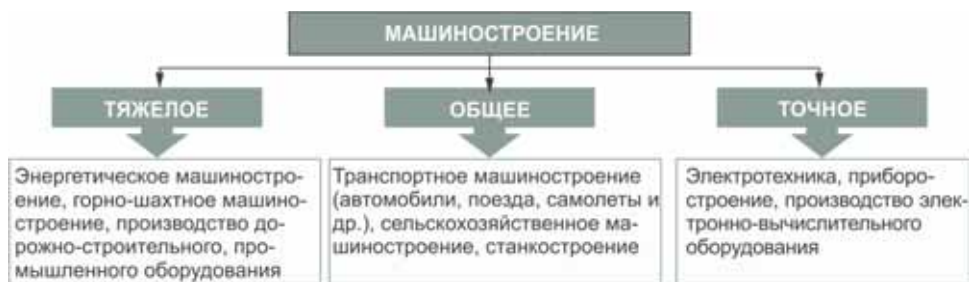 МАШИНОСТРОЕНИЕ
ТЯЖЕЛОЕ
Энергетическое машиностро-
ение, горно-шахтное машино-
строение, производство до-
рожно-строительного, про-
мышленного оборудования
ОБЩЕЕ
Транспортное машиностроение
(автомобили, поезда, самолеты и
др.), сельскохозяйственное ма-
шиностроение, станкостроение
ТОЧНОЕ
Электротехника, приборо-
строение, производство элек-
тронно-вычислительного
оборудования